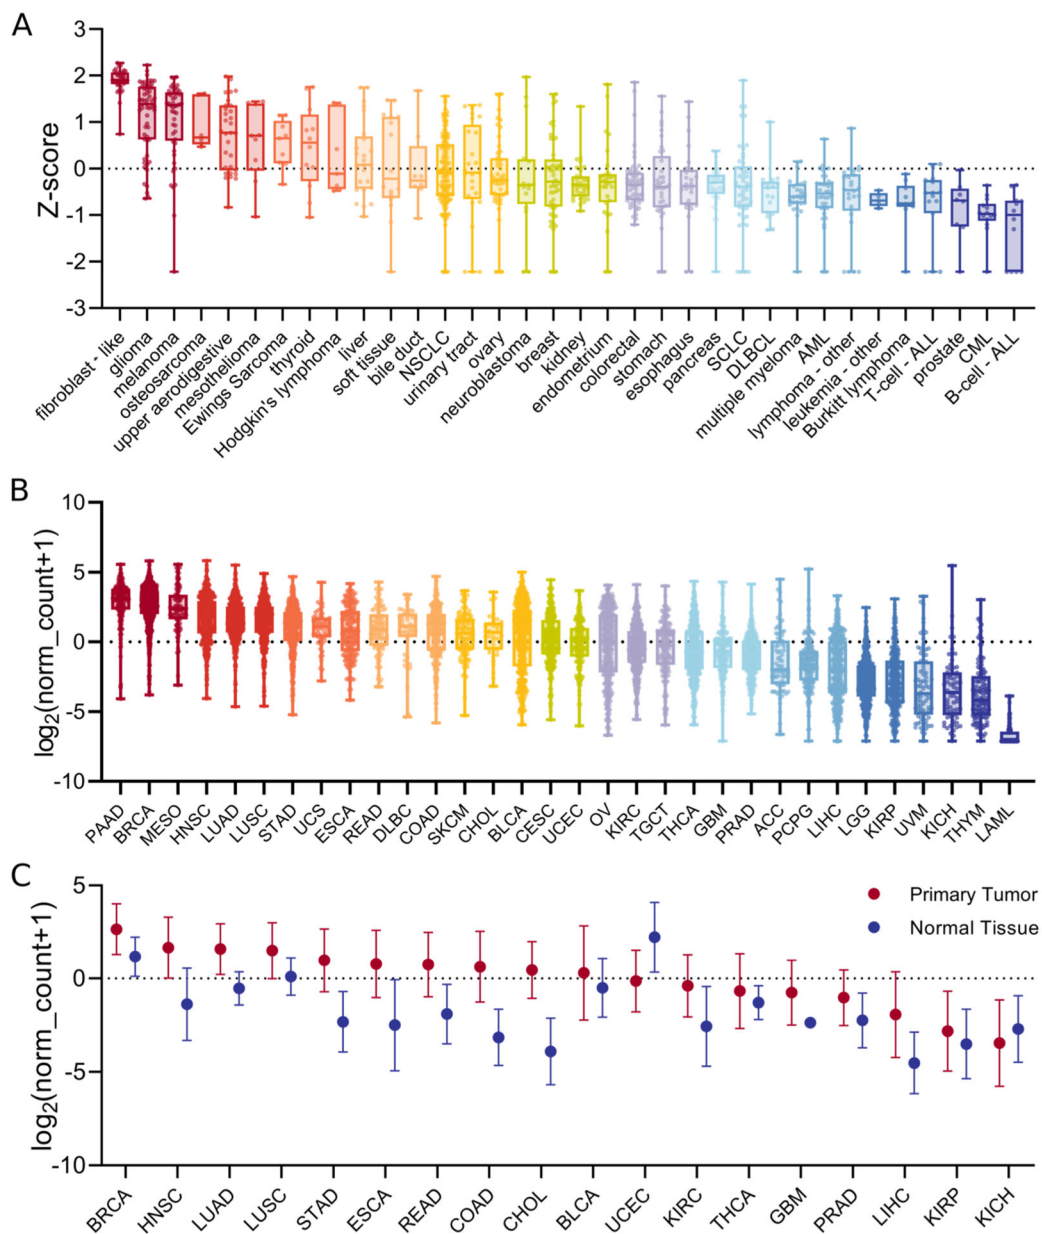 A
3
2
1
0
-1
-2
-3
Z-score
fibroblast - like
glioma
melanoma
osteosarcoma
upper aerodigestive
mesothelioma
Ewings Sarcoma
thyroid
Hodgkin's lymphoma
liver
soft tissue
bile duct
NSCLC
urinary tract
ovary
neuroblastoma
breast
kidney
endometrium
colorectal
stomach
esophagus
pancreas
SCLC
DLBCL
multiple myeloma
AML
lymphoma - other
leukemia - other
Burkitt lymphoma
T-cell - ALL
prostate
CML
B-cell - ALL
B
10
5
0
-5
-10
log2(norm_count+1)
PAAD
BRCA
MESO
HNSC
LUAD
LUSC
STAD
UCS
ESCA
READ
DLBC
COAD
SKCM
CHOL
BLCA
CESC
UCEC
OV
KIRC
TGCT
THCA
GBM
PRAD
ACC
PCPG
LIHC
LGG
KIRP
UVM
KICH
THYM
LAML
C
5
0
-5
-10
log2(norm_count+1)
Primary Tumor
Normal Tissue
BRCA
HNSC
LUAD
LUSC
STAD
ESCA
READ
COAD
CHOL
BLCA
UCEC
KIRC
THCA
GBM
PRAD
LIHC
KIRP
KICH